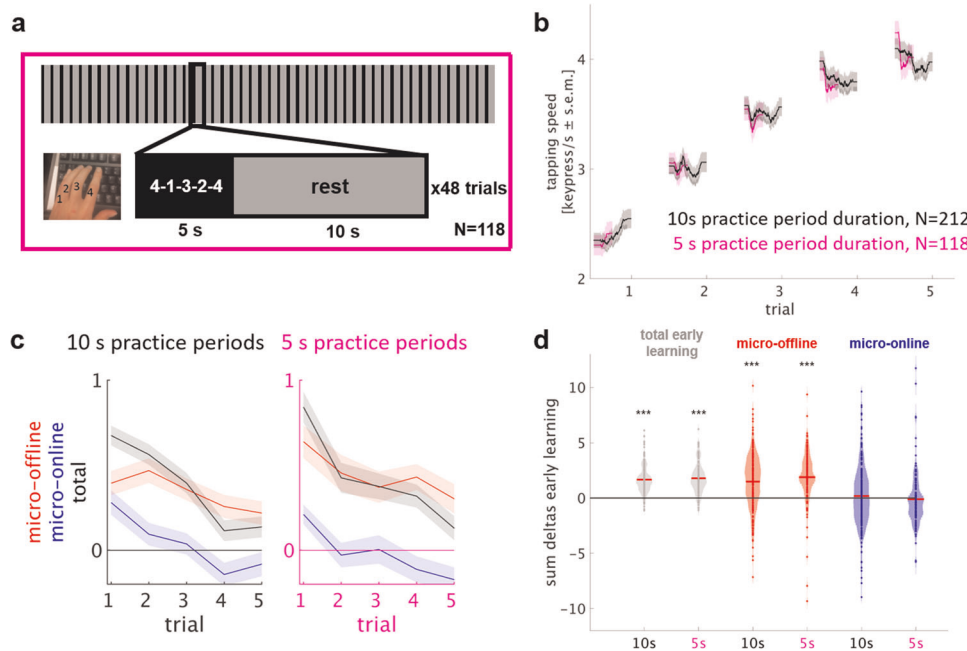 a
4-1-3-2-4
rest
x48 trials
1 2 3 4
5 s
10 s
N=118
b
tapping speed
[keypress/s ± s.e.m.]
4
3
2
10s practice period duration, N=212
5 s practice period duration, N=118
1 2 3 4 5
trial
c
10 s practice periods
5 s practice periods
micro-offline
micro-online
total
1
0
1 2 3 4 5
trial
1
0
1 2 3 4 5
trial
d
total early
learning
micro-offline
micro-online
sum deltas early learning
10
5
0
-5
-10
*** *** *** ***
10s 5s 10s 5s 10s 5s